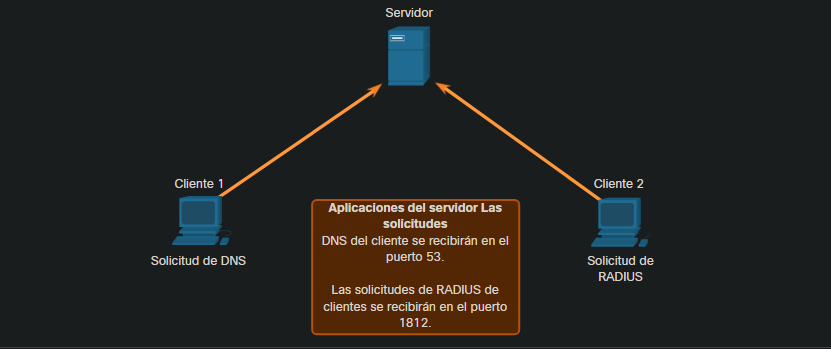 Servidor
Cliente 1
Cliente 2
Solicitud de DNS
Aplicaciones del servidor Las
solicitudes
DNS del cliente se recibirán en el
puerto 53.
Las solicitudes de RADIUS de
clientes se recibirán en el puerto
1812.
Solicitud de
RADIUS